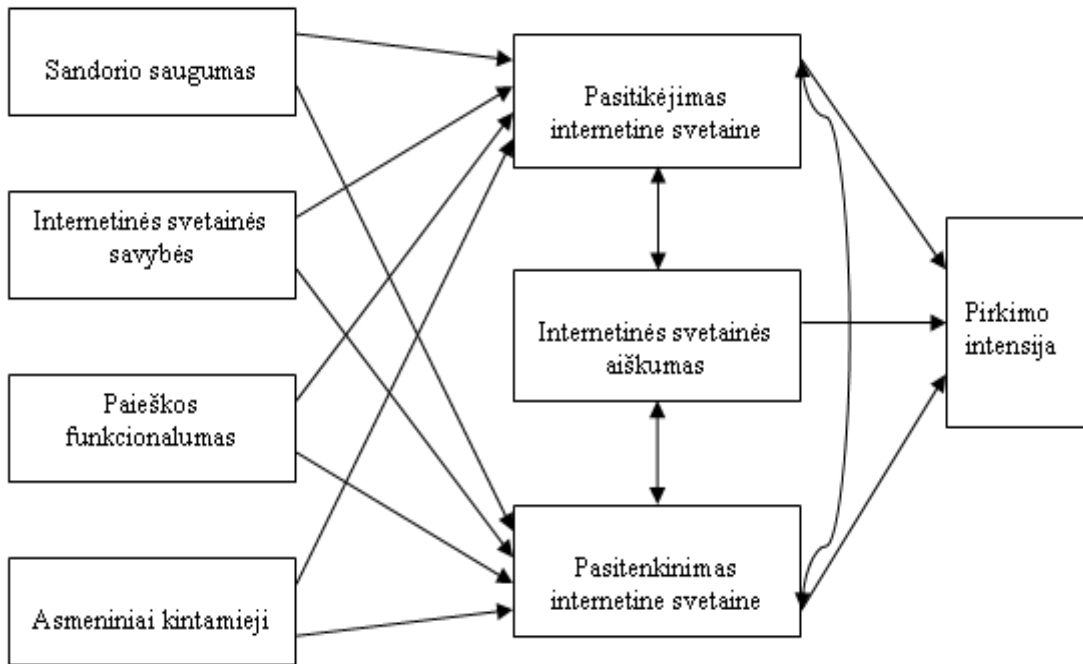 Sandorio saugumas
Internetinės svetainės
savybės
Paieškos
funkcionalumas
Asmeniniai kintamieji
Pasitikėjimas
internetine svetaine
Internetinės svetainės
aiškumas
Pasitenkinimas
internetine svetaine
Pirkimo
intensija